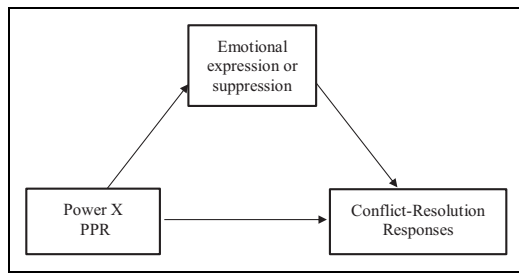 Emotional
expression or
suppression
Power X
PPR
Conflict-Resolution
Responses